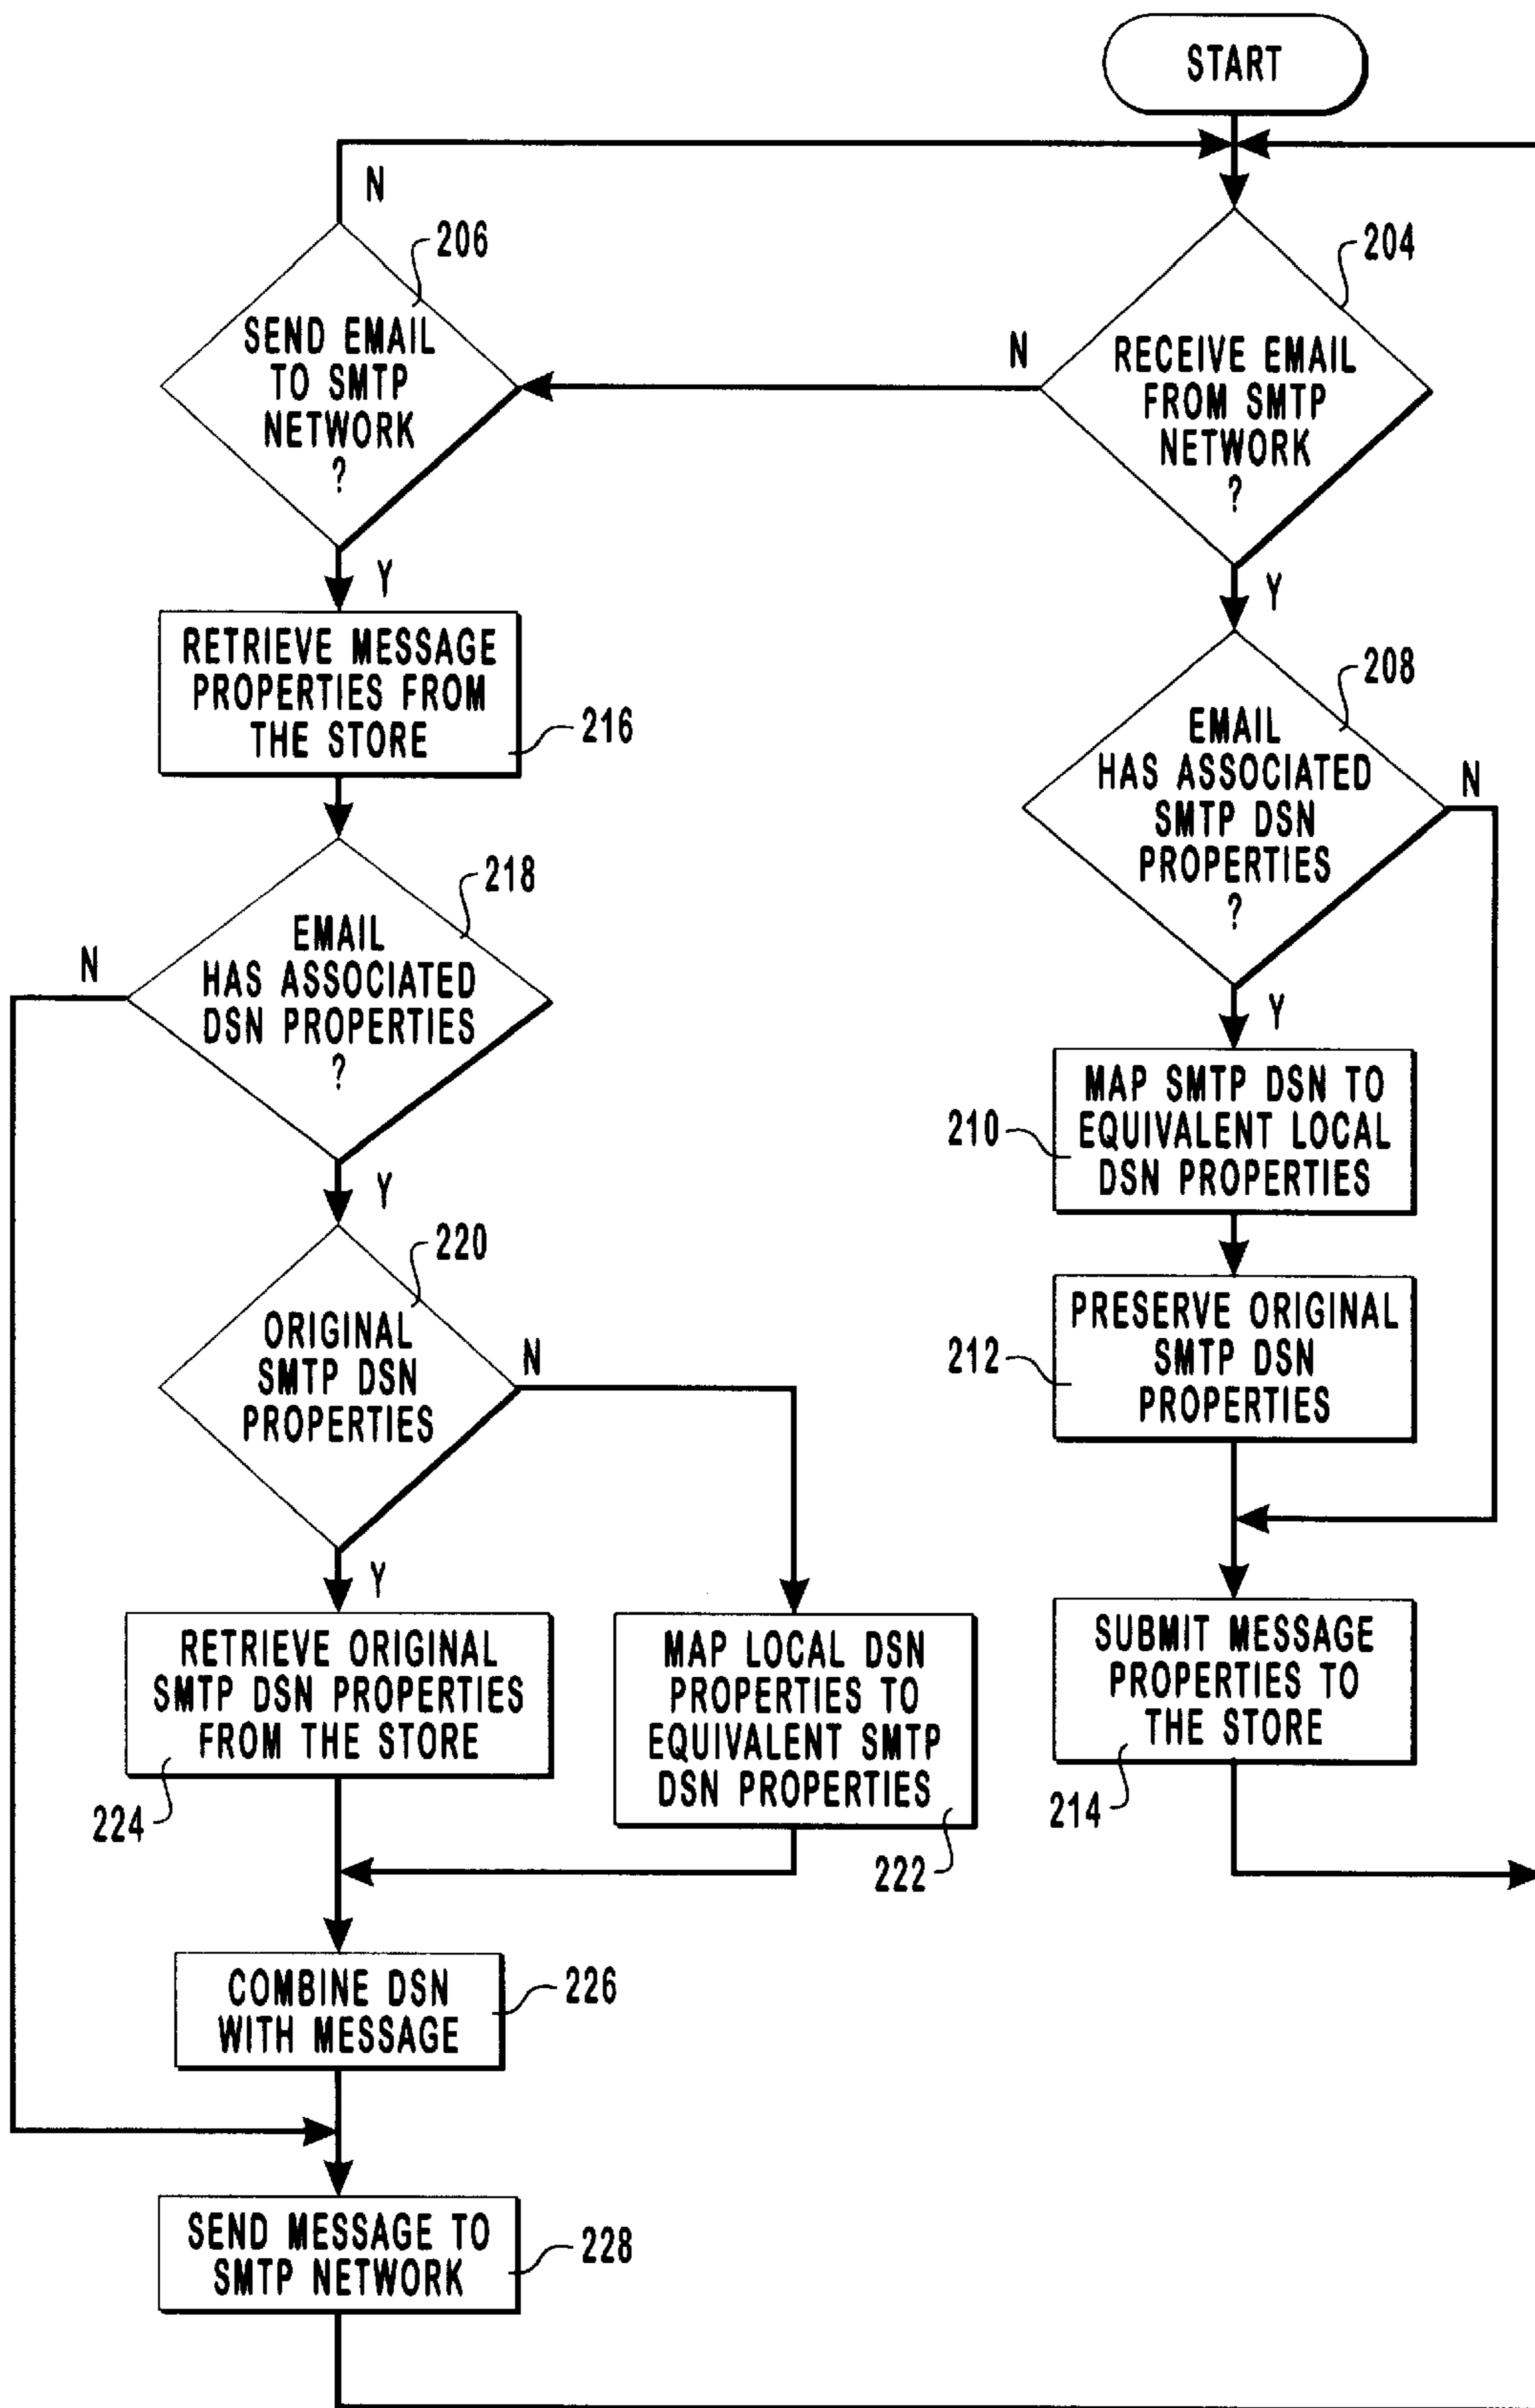 START
N
206
204
SEND EMAIL
TO SMTP
NETWORK
?
N
RECEIVE EMAIL
FROM SMTP
NETWORK
?
Y
Y
RETRIEVE MESSAGE
PROPERTIES FROM
THE STORE
216
208
EMAIL
HAS ASSOCIATED
SMTP DSN
PROPERTIES
?
N
218
N
EMAIL
HAS ASSOCIATED
DSN PROPERTIES
?
Y
Y
MAP SMTP DSN TO
EQUIVALENT LOCAL
DSN PROPERTIES
210
220
ORIGINAL
SMTP DSN
PROPERTIES
N
PRESERVE ORIGINAL
SMTP DSN
PROPERTIES
212
Y
RETRIEVE ORIGINAL
SMTP DSN PROPERTIES
FROM THE STORE
224
MAP LOCAL DSN
PROPERTIES TO
EQUIVALENT SMTP
DSN PROPERTIES
222
SUBMIT MESSAGE
PROPERTIES TO
THE STORE
214
COMBINE DSN
WITH MESSAGE
226
SEND MESSAGE TO
SMTP NETWORK
228